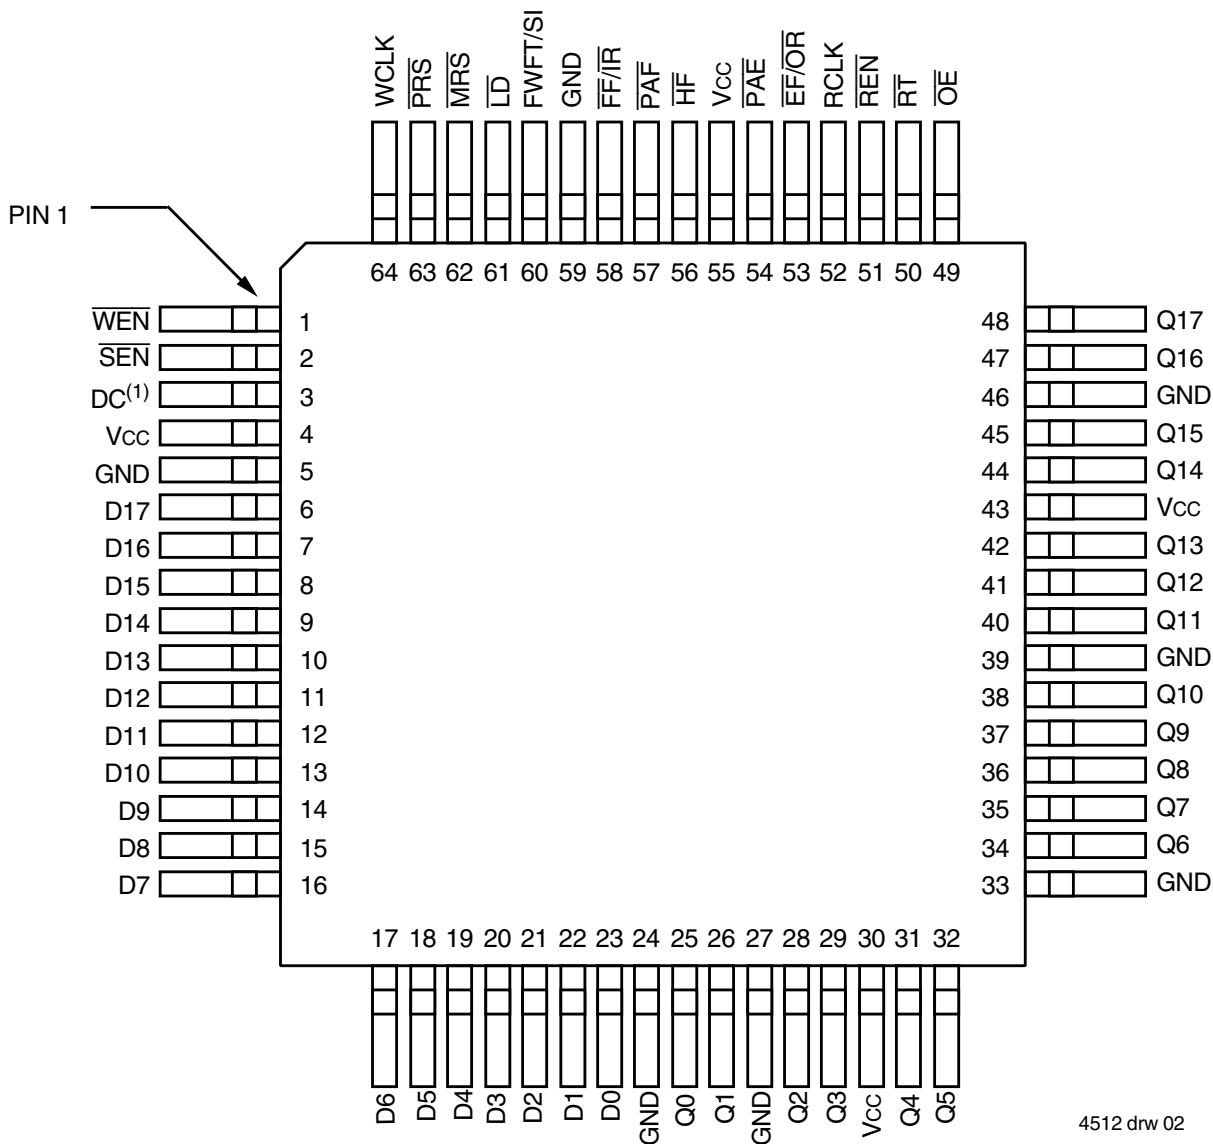 WCLK
PRS
MRS
LD
FWFT/SI
GND
FF/IR
PAF
HF
VCC
PAE
EF/OR
RCLK
REN
RT
OE
PIN 1
64 63 62 61 60 59 58 57 56 55 54 53 52 51 50 49
WEN 1 48 Q17
SEN 2 47 Q16
DC(1) 3 46 GND
VCC 4 45 Q15
GND 5 44 Q14
D17 6 43 VCC
D16 7 42 Q13
D15 8 41 Q12
D14 9 40 Q11
D13 10 39 GND
D12 11 38 Q10
D11 12 37 Q9
D10 13 36 Q8
D9 14 35 Q7
D8 15 34 Q6
D7 16 33 GND
17 18 19 20 21 22 23 24 25 26 27 28 29 30 31 32
D6
D5
D4
D3
D2
D1
D0
GND
Q0
Q1
GND
Q2
Q3
VCC
Q4
Q5
4512 drw 02